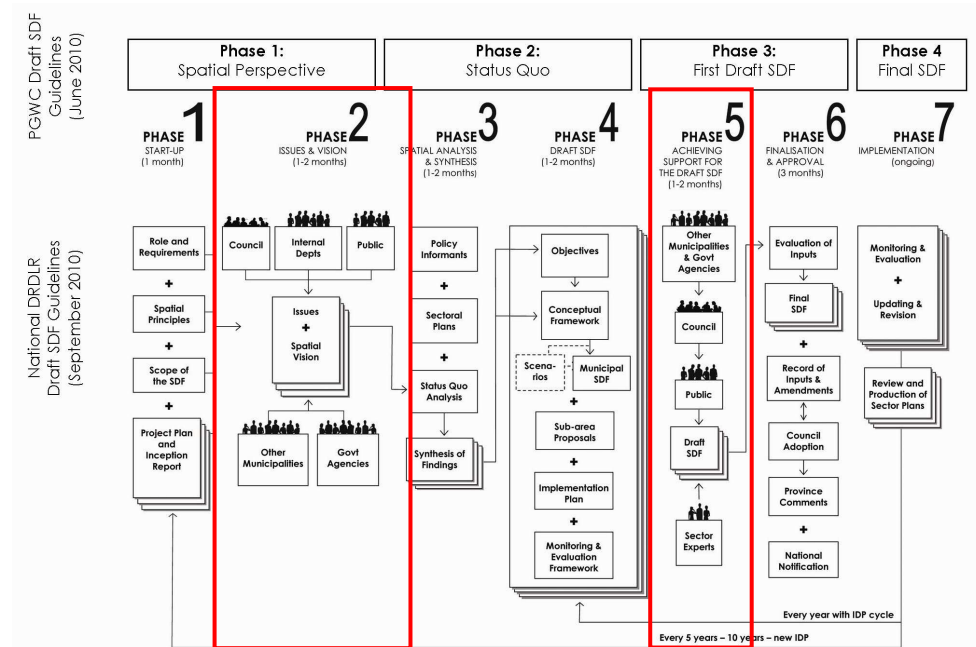 PGWC Draft SDF
Guidelines
(June 2010)
Phase 1:
Spatial Perspective
Phase 2:
Status Quo
Phase 3:
First Draft SDF
Phase 4
Final SDF
PHASE 1
START-UP
(1 month)
PHASE 2
ISSUES & VISION
(1-2 months)
PHASE 3
SPATIAL ANALYSIS
& SYNTHESIS
(1-2 months)
PHASE 4
DRAFT SDF
(1-2 months)
PHASE 5
ACHIEVING
SUPPORT FOR
THE DRAFT SDF
(1-2 months)
PHASE 6
FINALISATION
& APPROVAL
(3 months)
PHASE 7
IMPLEMENTATION
(ongoing)
National DRDLR
Draft SDF Guidelines
(September 2010)
Role and
Requirements
+
Spatial
Principles
+
Scope of
the SDF
+
Project Plan
and
Inception
Report
Council
Internal
Depts
Public
Issues
+
Spatial
Vision
Other
Municipalities
Govt
Agencies
Policy
Informants
+
Sectoral
Plans
+
Status Quo
Analysis
Synthesis of
Findings
Objectives
Conceptual
Framework
Scena-
rios
Municipal
SDF
+
Sub-area
Proposals
+
Implementation
Plan
+
Monitoring &
Evaluation
Framework
Other
Municipalities
& Govt
Agencies
Council
Public
Draft
SDF
Sector
Experts
Evaluation of
Inputs
Final
SDF
+
Record of
Inputs &
Amendments
Council
Adoption
Province
Comments
+
National
Notification
Monitoring &
Evaluation
+
Updating &
Revision
Review and
Production of
Sector Plans
Every year with IDP cycle
Every 5 years – 10 years – new IDP